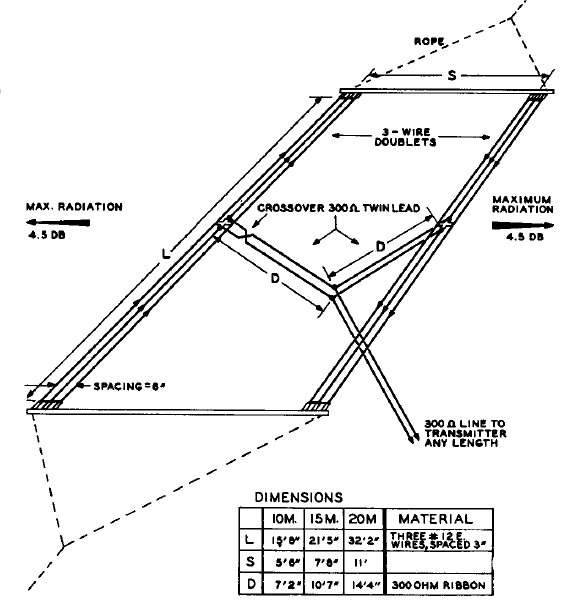 ROPE
S
3-WIRE
DOUBLETS
MAX. RADIATION
4.5 DB
CROSSOVER 300Ω TWIN LEAD
MAXIMUM
RADIATION
4.5 DB
L
D
D
SPACING = 6"
300 Ω LINE TO
TRANSMITTER
ANY LENGTH
DIMENSIONS
10M. 15M. 20M MATERIAL
L 15'8" 21'5" 32'2" THREE #12 E.
WIRES, SPACED 3"
S 5'6" 7'8" 11'
D 7'2" 10'7" 14'4" 300 OHM RIBBON